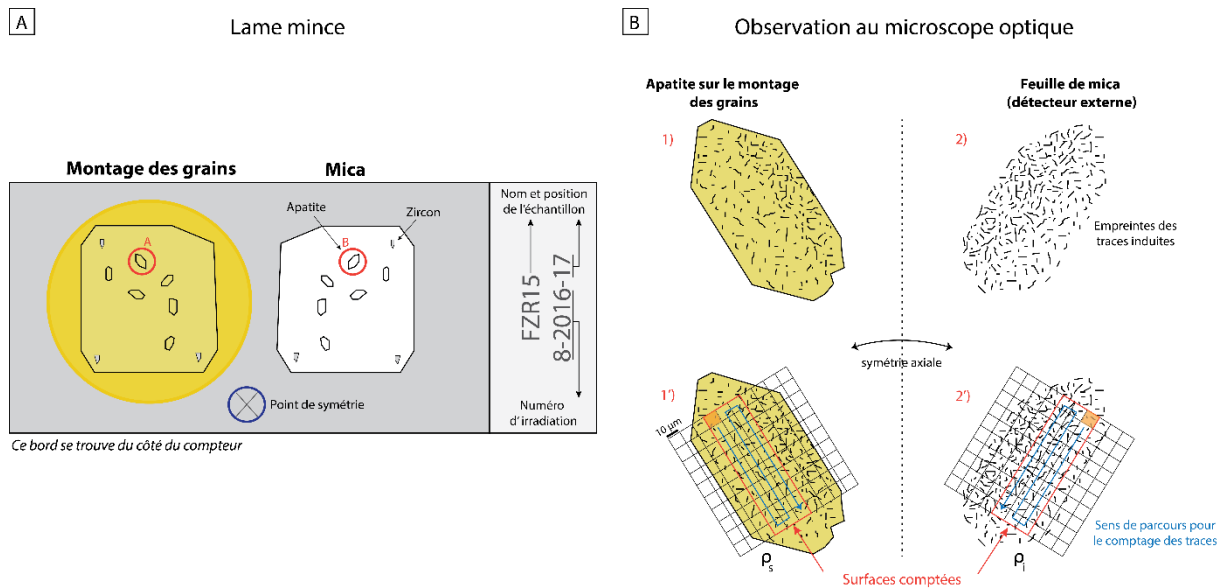 A
Lame mince
Montage des grains
Mica
Apatite
Zircon
A
B
Point de symétrie
Nom et position
de l'échantillon
FZR15
8-2016-17
Numéro
d'irradiation
Ce bord se trouve du côté du compteur
B
Observation au microscope optique
Apatite sur le montage
des grains
Feuille de mica
(détecteur externe)
1)
2)
Empreintes des
traces induites
symétrie axiale
1')
2')
10 µm
Sens de parcours pour
le comptage des traces
ρs
ρi
Surfaces comptées